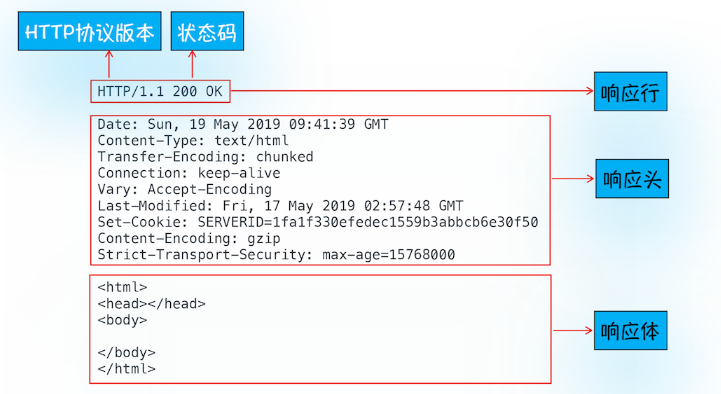 HTTP协议版本
状态码
HTTP/1.1 200 OK
响应行
Date: Sun, 19 May 2019 09:41:39 GMT
Content-Type: text/html
Transfer-Encoding: chunked
Connection: keep-alive
Vary: Accept-Encoding
Last-Modified: Fri, 17 May 2019 02:57:48 GMT
Set-Cookie: SERVERID=1fa1f330efedec1559b3abbcb6e30f50
Content-Encoding: gzip
Strict-Transport-Security: max-age=15768000
响应头
<html>
<head></head>
<body>
</body>
</html>
响应体